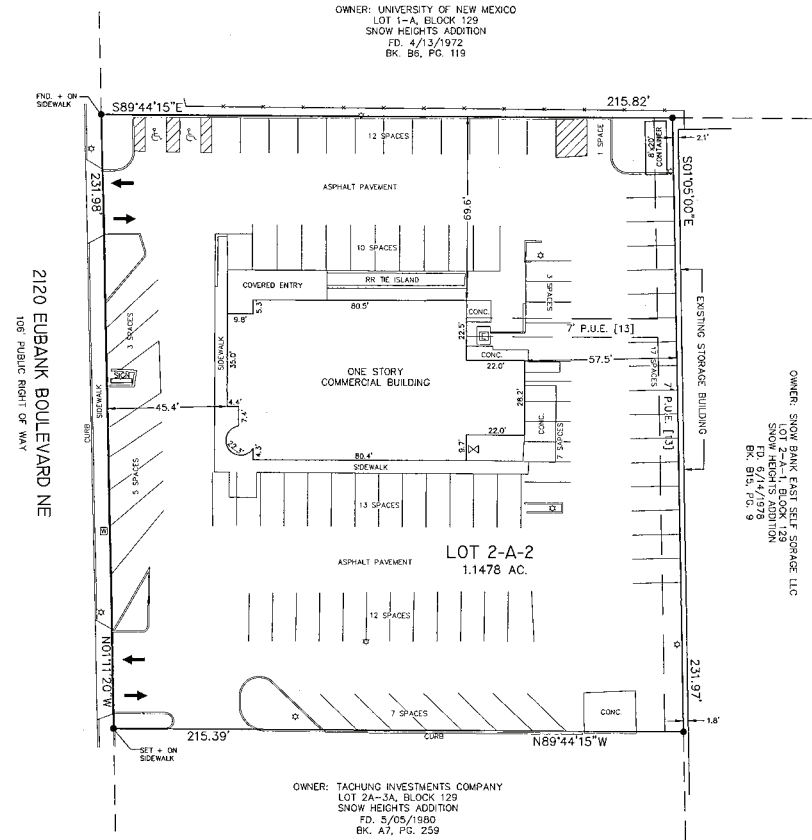 OWNER: UNIVERSITY OF NEW MEXICO
LOT 1-A, BLOCK 129
SNOW HEIGHTS ADDITION
FD. 4/13/1972
BK. B6, PG. 119
FND. + ON
SIDEWALK
S89°44'15"E
215.82'
12 SPACES
1 SPACE
8'x20'
CONTAINER
2.1'
S01°05'00"E
231.98'
ASPHALT PAVEMENT
69.6'
10 SPACES
COVERED ENTRY
RR TIE ISLAND
3 SPACES
5.3'
80.5'
9.8'
CONC.
22.5'
7' P.U.E. [13]
EXISTING STORAGE BUILDING
3 SPACES
SIDEWALK
35.0'
ONE STORY
COMMERCIAL BUILDING
CONC.
22.0'
57.5'
17 SPACES
7' P.U.E. [13]
2120 EUBANK BOULEVARD NE
106' PUBLIC RIGHT OF WAY
SIGN
SIDEWALK
CURB
45.4'
4.4'
7.4'
22.3'
4.3'
28.2'
CONC.
22.0'
9.7'
7 SPACES
80.4'
SIDEWALK
OWNER: SNOW BANK EAST SELF SORAGE LLC
LOT 2-A-1, BLOCK 129
SNOW HEIGHTS ADDITION
FD. 6/14/1978
BK. B15, PG. 9
5 SPACES
13 SPACES
LOT 2-A-2
1.1478 AC.
ASPHALT PAVEMENT
12 SPACES
N01°11'20"W
231.97'
7 SPACES
CONC.
1.8'
215.39'
CURB
N89°44'15"W
SET + ON
SIDEWALK
OWNER: TACHUNG INVESTMENTS COMPANY
LOT 2A-3A, BLOCK 129
SNOW HEIGHTS ADDITION
FD. 5/05/1980
BK. A7, PG. 259